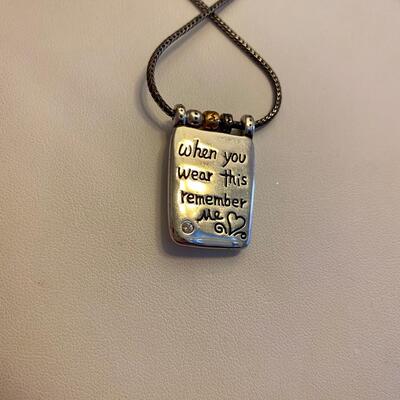 when you
wear this
remember
Me